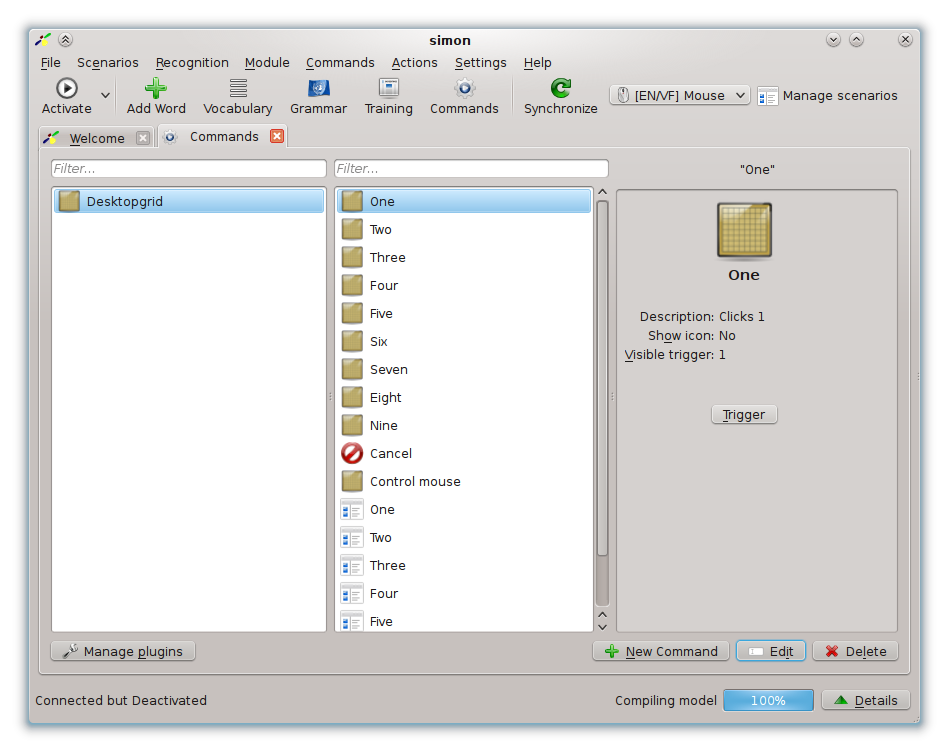 simon
File Scenarios Recognition Module Commands Actions Settings Help
Activate Add Word Vocabulary Grammar Training Commands Synchronize [EN/VF] Mouse Manage scenarios
Welcome Commands
Filter... Filter... "One"
Desktopgrid
One
Two
Three
Four
Five
Six
Seven
Eight
Nine
Cancel
Control mouse
One
Two
Three
Four
Five
One
Description: Clicks 1
Show icon: No
Visible trigger: 1
Trigger
Manage plugins New Command Edit Delete
Connected but Deactivated Compiling model 100% Details